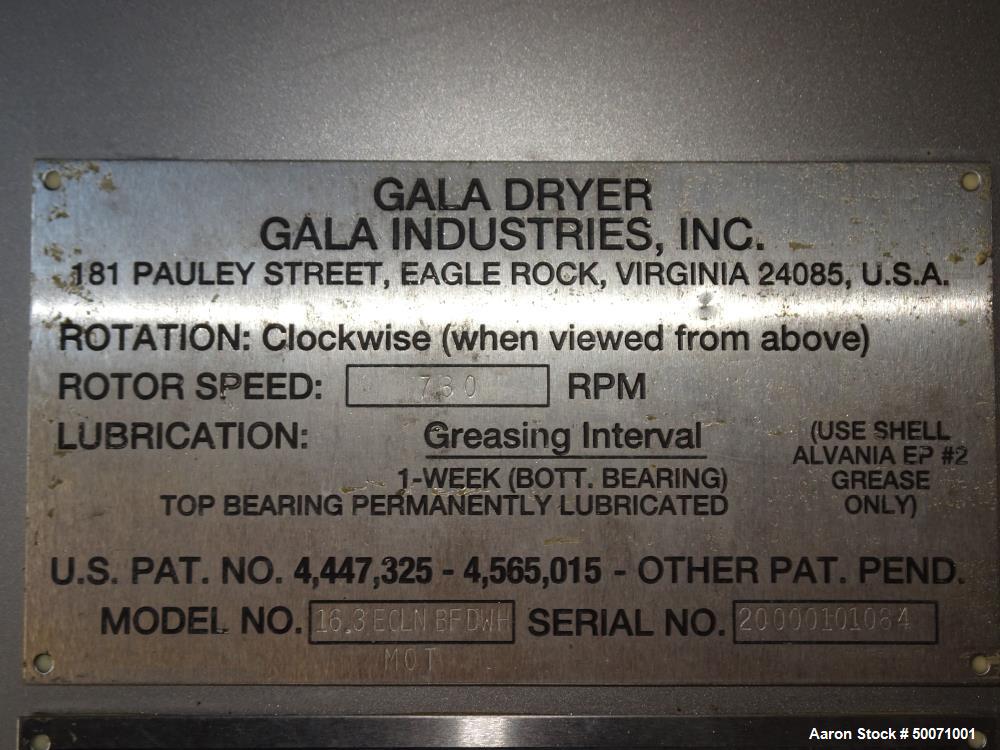 GALA DRYER
GALA INDUSTRIES, INC.
181 PAULEY STREET, EAGLE ROCK, VIRGINIA 24085, U.S.A.
ROTATION: Clockwise (when viewed from above)
ROTOR SPEED: RPM
LUBRICATION: Greasing Interval
1-WEEK (BOTT. BEARING)
TOP BEARING PERMANENTLY LUBRICATED
(USE SHELL
ALVANIA EP #2
GREASE
ONLY)
U.S. PAT. NO. 4,447,325 - 4,565,015 - OTHER PAT. PEND.
MODEL NO. 16.3 ECLN BF DWH SERIAL NO. 20000101084
MOT
Aaron Stock # 50071001